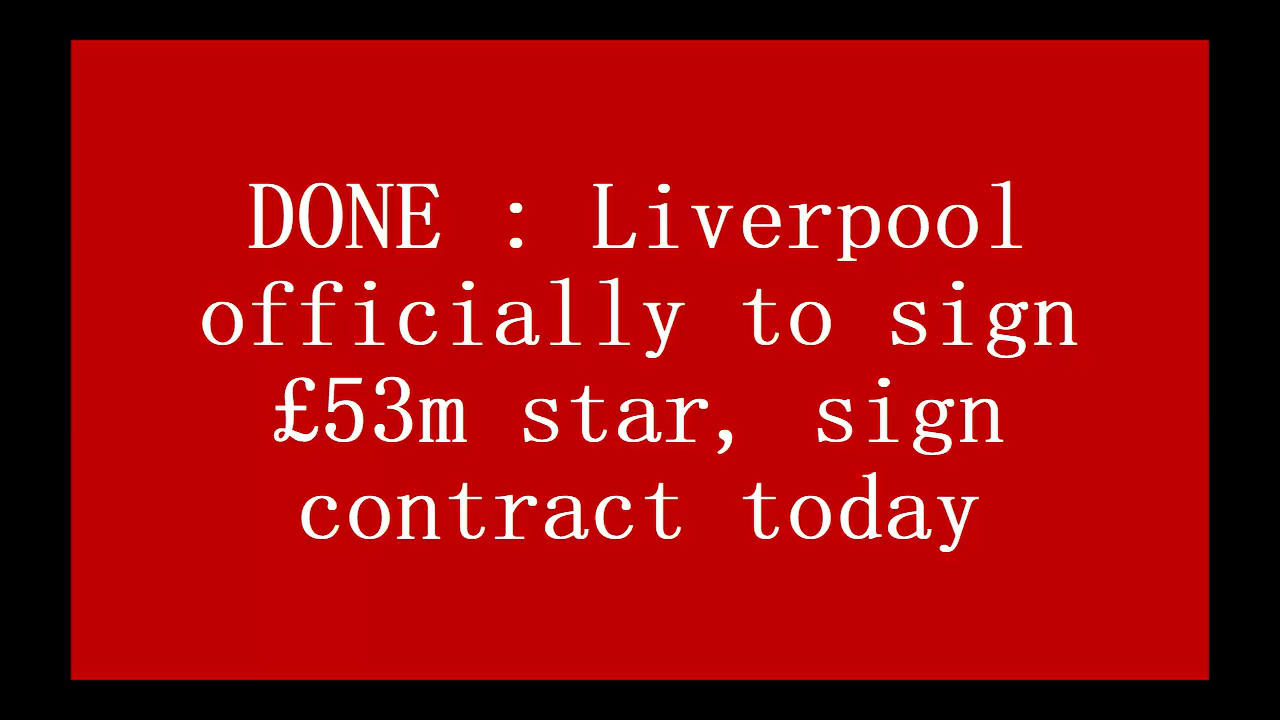 DONE : Liverpool
officially to sign
£53m star, sign
contract today